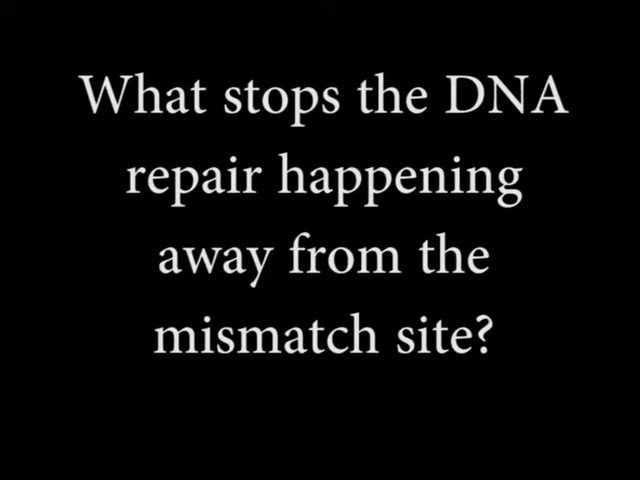 What stops the DNA
repair happening
away from the
mismatch site?